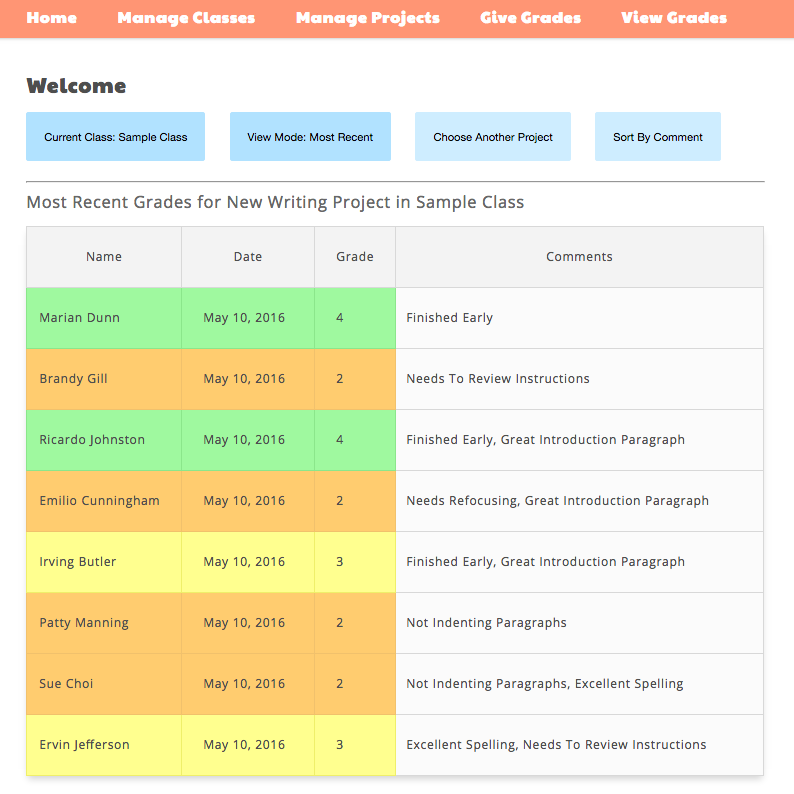 Home Manage Classes Manage Projects Give Grades View Grades
Welcome
Current Class: Sample Class View Mode: Most Recent Choose Another Project Sort By Comment
Most Recent Grades for New Writing Project in Sample Class
Name Date Grade Comments
Marian Dunn May 10, 2016 4 Finished Early
Brandy Gill May 10, 2016 2 Needs To Review Instructions
Ricardo Johnston May 10, 2016 4 Finished Early, Great Introduction Paragraph
Emilio Cunningham May 10, 2016 2 Needs Refocusing, Great Introduction Paragraph
Irving Butler May 10, 2016 3 Finished Early, Great Introduction Paragraph
Patty Manning May 10, 2016 2 Not Indenting Paragraphs
Sue Choi May 10, 2016 2 Not Indenting Paragraphs, Excellent Spelling
Ervin Jefferson May 10, 2016 3 Excellent Spelling, Needs To Review Instructions